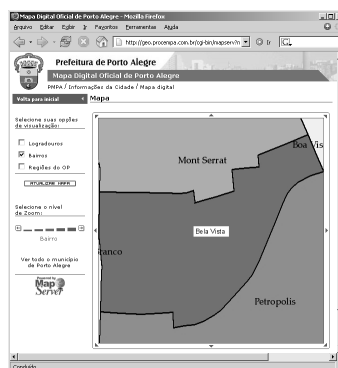 Mapa Digital Oficial de Porto Alegre - Mozilla Firefox
Arquivo Editar Exibir Ir Favoritos Ferramentas Ajuda
http://geo.procempa.com.br/cgi-bin/mapserv?m Ir
Prefeitura de Porto Alegre
Mapa Digital Oficial de Porto Alegre
PMPA / Informações da Cidade / Mapa digital
Volta para inicial
Mapa
Selecione suas opções
de visualização:
Logradouros
Bairros
Regiões do OP
ATUALIZAR MAPA
Selecione o nível
de Zoom:
Bairro
Ver todo o município
de Porto Alegre
Powered by
Map
Server
Boa Vis
Mont Serrat
Bela Vista
ranco
Petropolis
Concluído